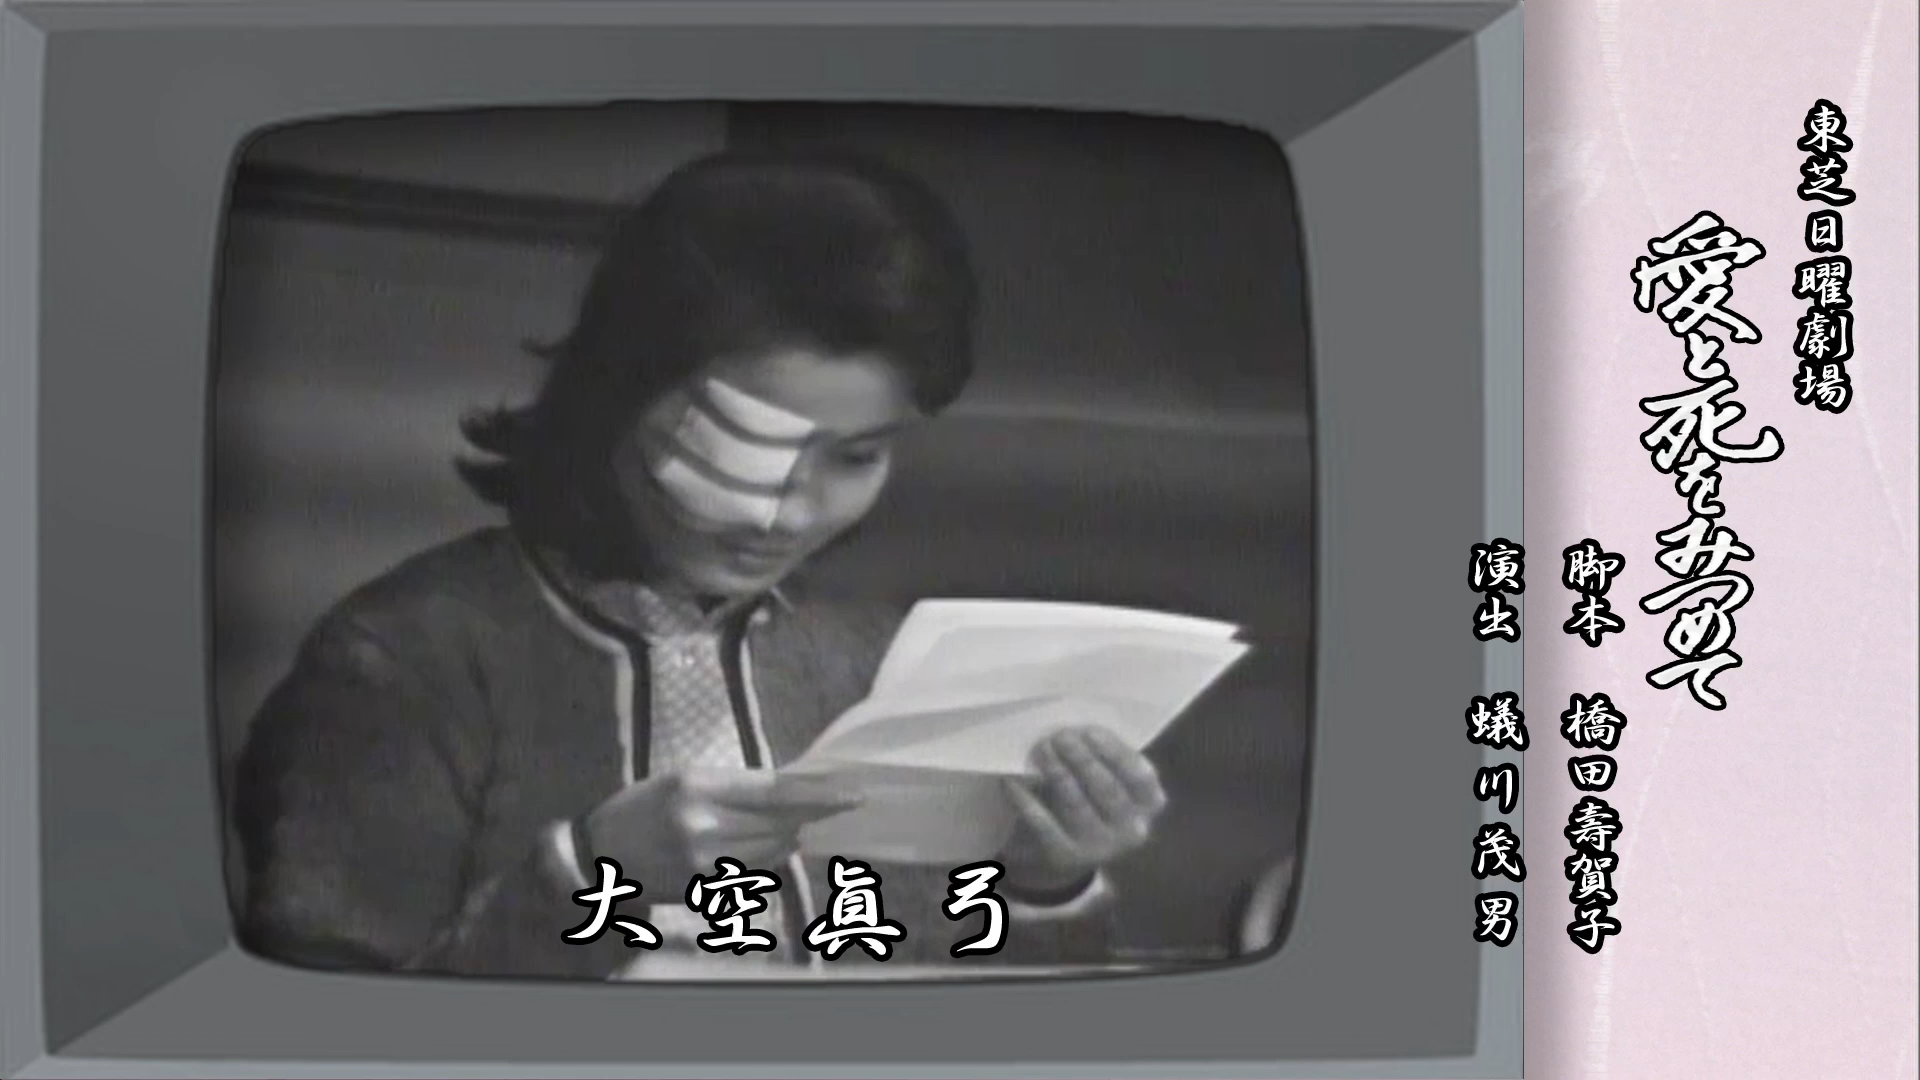 東芝日曜劇場
愛と死をみつめて
脚本 橋田壽賀子
演出 蟻川茂男
大空眞弓